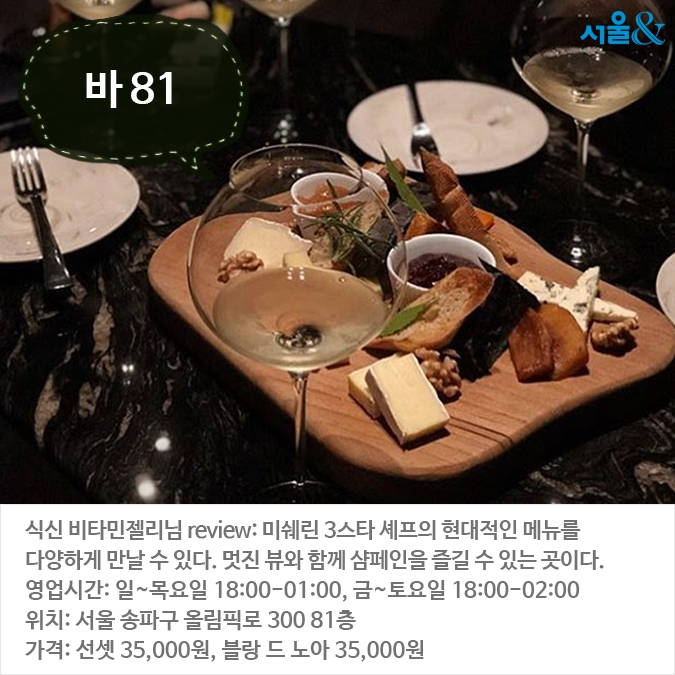 서울&
바 81
식신 비타민젤리님 review: 미쉐린 3스타 셰프의 현대적인 메뉴를
다양하게 만날 수 있다. 멋진 뷰와 함께 샴페인을 즐길 수 있는 곳이다.
영업시간: 일~목요일 18:00-01:00, 금~토요일 18:00-02:00
위치: 서울 송파구 올림픽로 300 81층
가격: 선셋 35,000원, 블랑 드 노아 35,000원